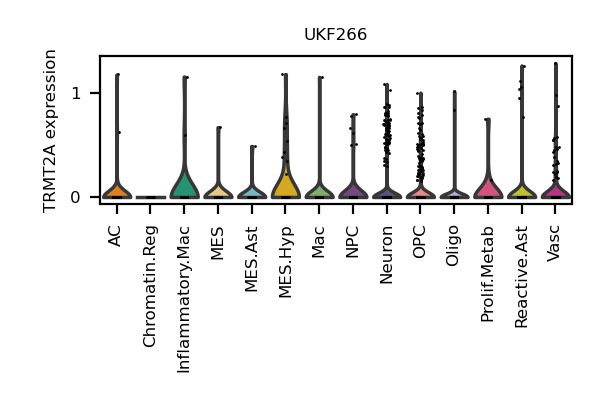 UKF266
TRMT2A expression
1
0
AC
Chromatin.Reg
Inflammatory.Mac
MES
MES.Ast
MES.Hyp
Mac
NPC
Neuron
OPC
Oligo
Prolif.Metab
Reactive.Ast
Vasc